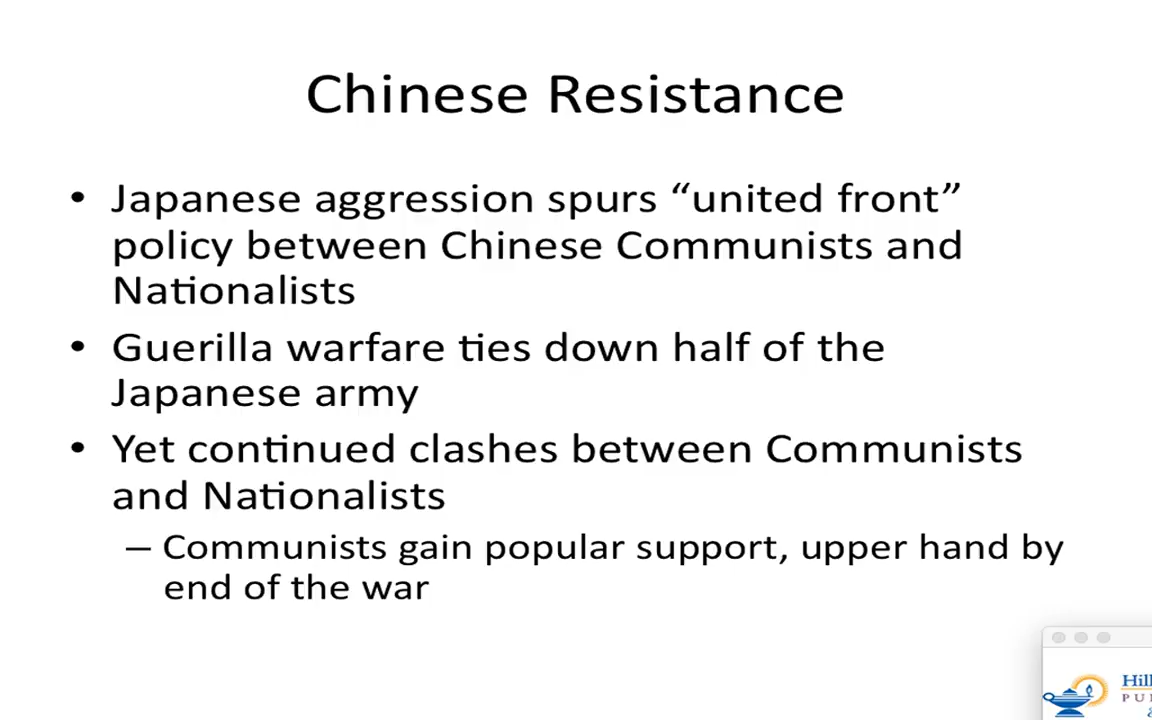 Chinese Resistance
• Japanese aggression spurs “united front”
policy between Chinese Communists and
Nationalists
• Guerilla warfare ties down half of the
Japanese army
• Yet continued clashes between Communists
and Nationalists
– Communists gain popular support, upper hand by
end of the war